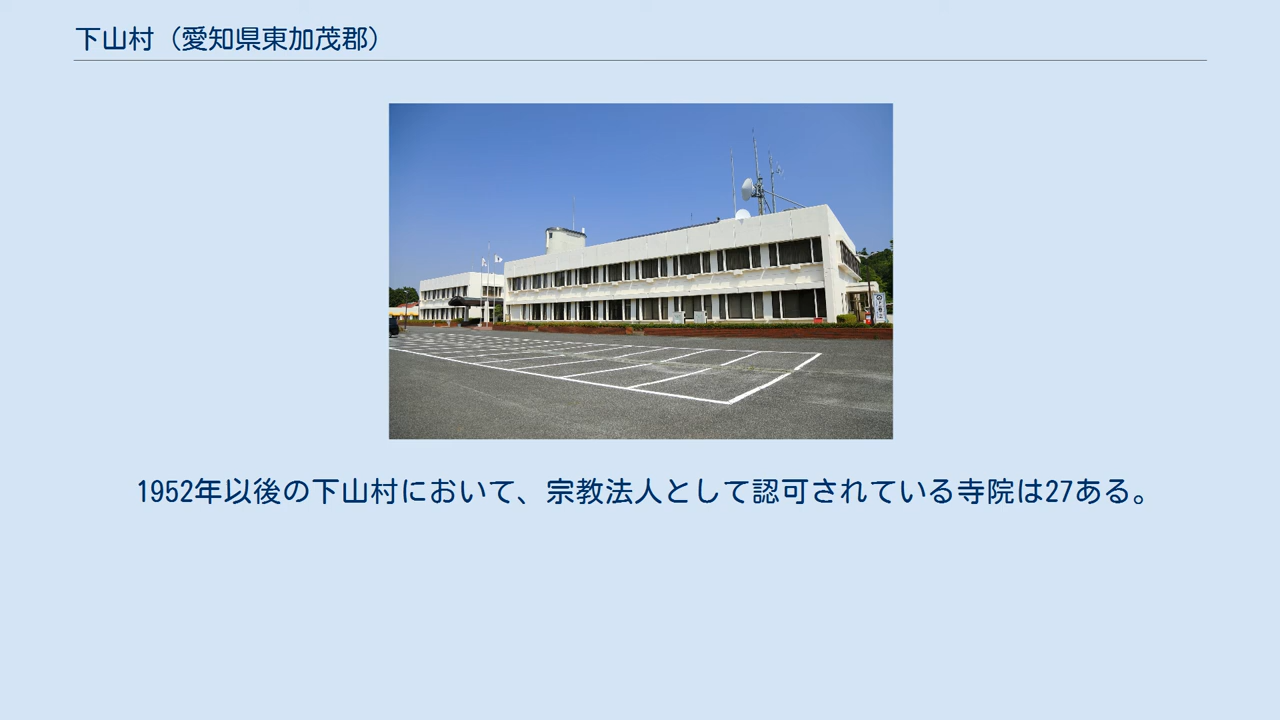 下山村（愛知県東加茂郡）
1952年以後の下山村において、宗教法人として認可されている寺院は27ある。